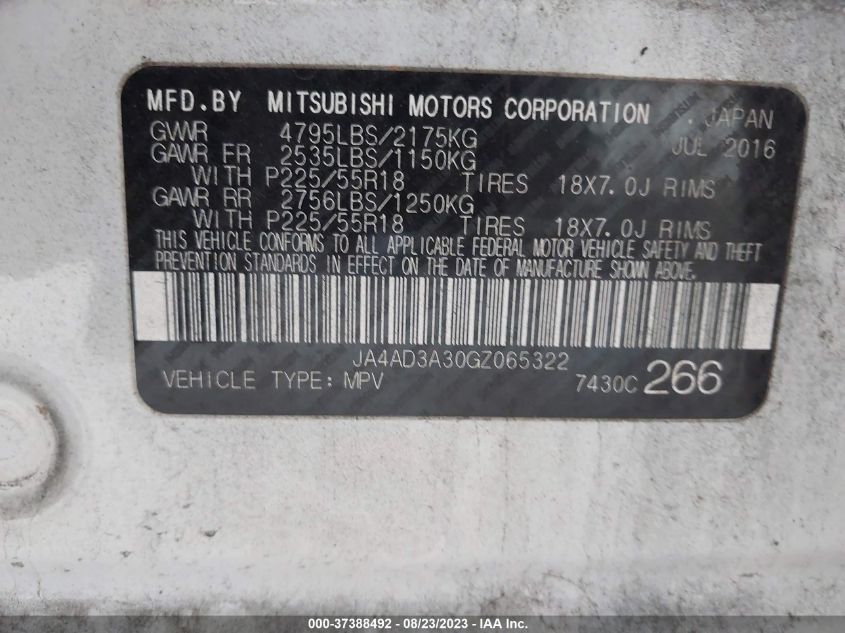 MFD.BY MITSUBISHI MOTORS CORPORATION . JAPAN
GWWR 4795LBS/2175KG JUL 2016
GAWR FR 2535LBS/1150KG
WITH P225/55R18 TIRES 18X7.0J RIMS
GAWR RR 2756LBS/1250KG
WITH P225/55R18 TIRES 18X7.0J RIMS
THIS VEHICLE CONFORMS TO ALL APPLICABLE FEDERAL MOTOR VEHICLE SAFETY AND THEFT
PREVENTION STANDARDS IN EFFECT ON THE DATE OF MANUFACTURE SHOWN ABOVE.
JA4AD3A30GZ065322
VEHICLE TYPE: MPV 7430C 266
000-37388492 - 08/23/2023 - IAAI.com